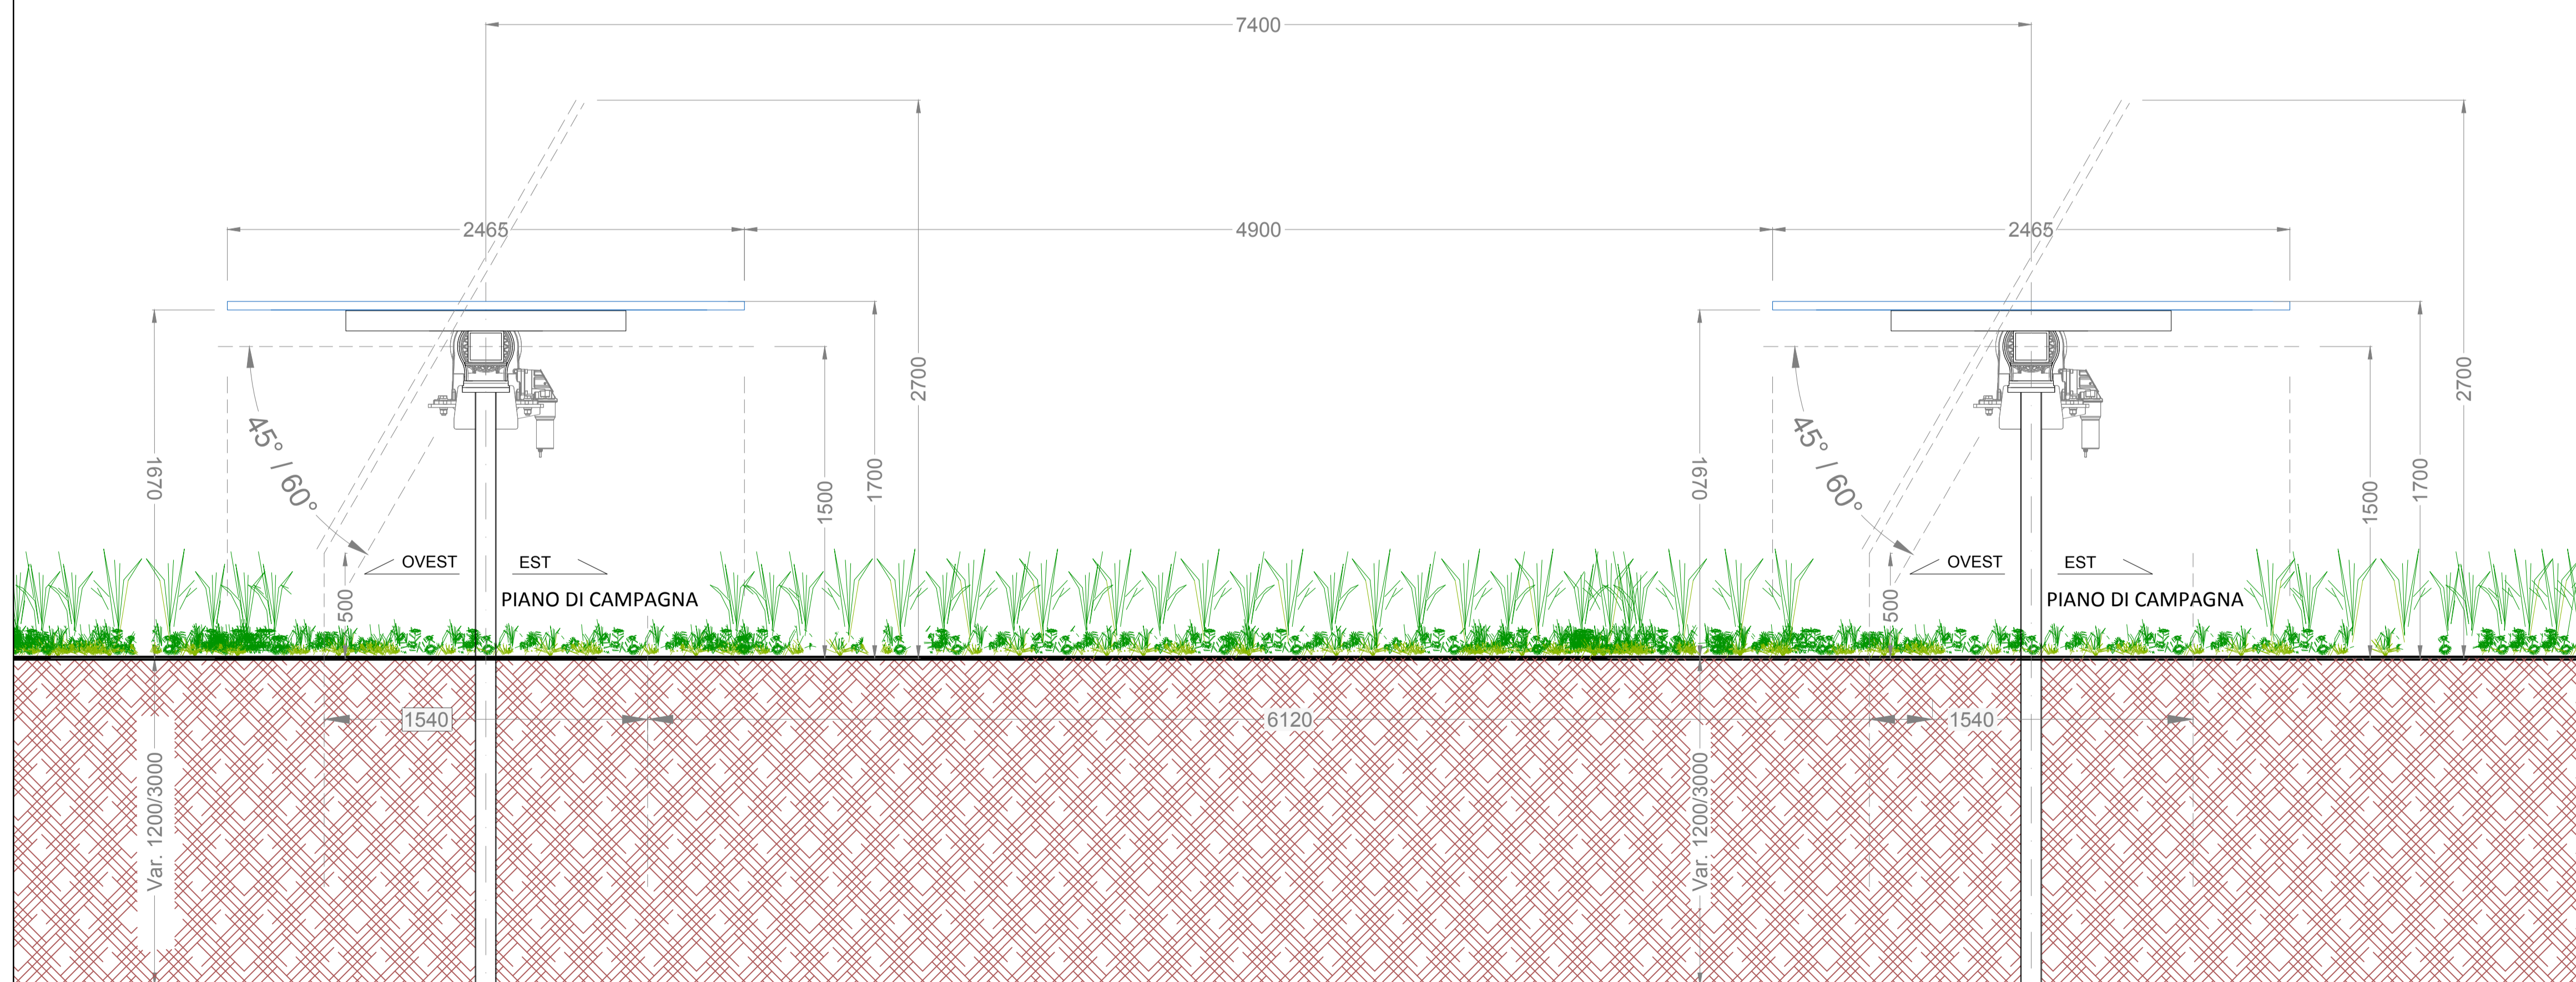 7400
2465
4900
2465
1670
45° / 60°
1500
1700
2700
1670
45° / 60°
1500
1700
2700
OVEST
EST
500
PIANO DI CAMPAGNA
OVEST
EST
500
PIANO DI CAMPAGNA
1540
6120
1540
Var. 1200/3000
Var. 1200/3000